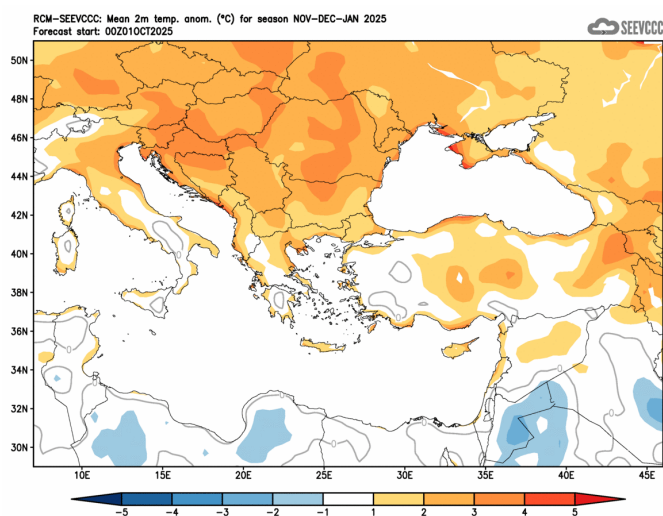 RCM-SEEVCCC: Mean 2m temp. anom. (°C) for season NOV-DEC-JAN 2025
Forecast start: 00Z01OCT2025
SEEVCCC
50N
48N
46N
44N
42N
40N
38N
36N
34N
32N
30N
10E 15E 20E 25E 30E 35E 40E 45E
-5 -4 -3 -2 -1 1 2 3 4 5